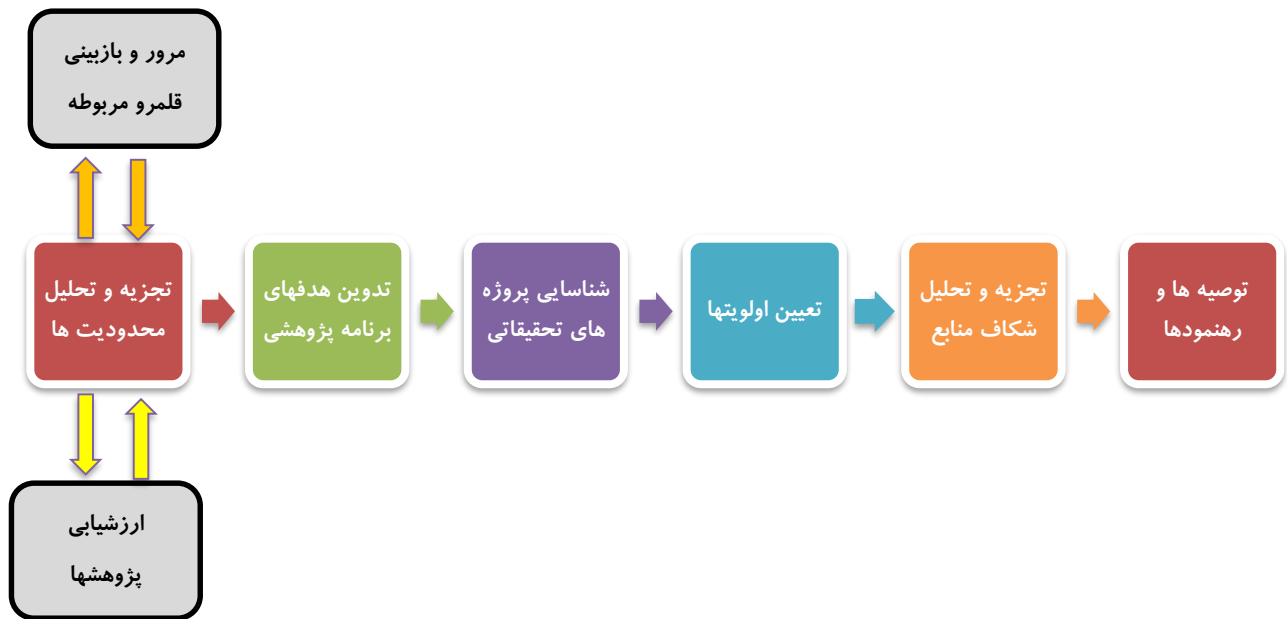 مرور و بازبینی
قلمرو مربوطه
تجزیه و تحلیل
محدودیت ها
تدوین هدفهای
برنامه پژوهشی
شناسایی پروژه
های تحقیقاتی
تعیین اولویتها
تجزیه و تحلیل
شکاف منابع
توصیه ها و
رهنمودها
ارزشیابی
پژوهشها